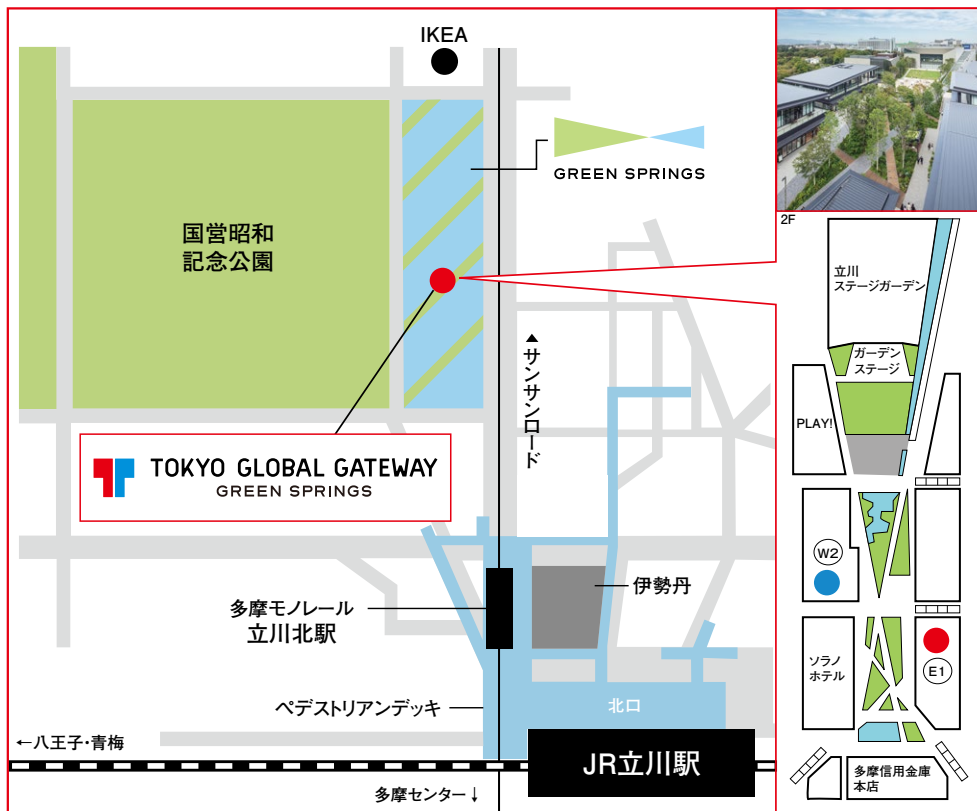 IKEA
GREEN SPRINGS
国営昭和
記念公園
▲サンサンロード
TOKYO GLOBAL GATEWAY
GREEN SPRINGS
多摩モノレール
立川北駅
伊勢丹
ペデストリアンデッキ
北口
←八王子・青梅
JR立川駅
多摩センター↓
2F
立川
ステージガーデン
ガーデン
ステージ
PLAY!
W2
ソラノ
ホテル
E1
多摩信用金庫
本店